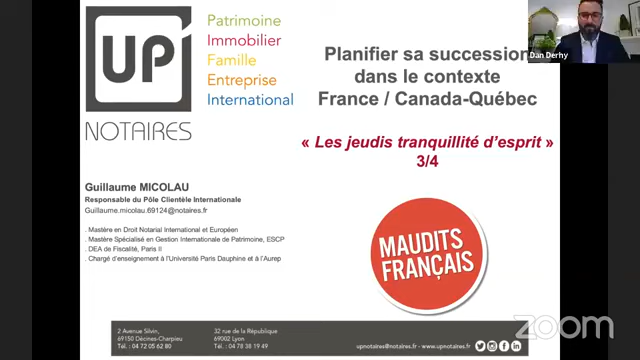 UP
NOTAIRES
Patrimoine
Immobilier
Famille
Entreprise
International
Planifier sa succession
dans le contexte
France / Canada-Québec
« Les jeudis tranquillité d'esprit »
3/4
Dan Derhy
Guillaume MICOLAU
Responsable du Pôle Clientèle Internationale
Guillaume.micolau.69124@notaires.fr
. Mastère en Droit Notarial International et Européen
. Mastère Spécialisé en Gestion Internationale de Patrimoine, ESCP
. DEA de Fiscalité, Paris II
. Chargé d'enseignement à l'Université Paris Dauphine et à l'Aurep
MAUDITS
FRANÇAIS
2 Avenue Silvin,
69150 Décines-Charpieu
Tél. : 04 72 05 62 80
32 rue de la République
69002 Lyon
Tél. : 04 78 38 19 49
upnotaires@notaires.fr - www.upnotaires.fr
zoom